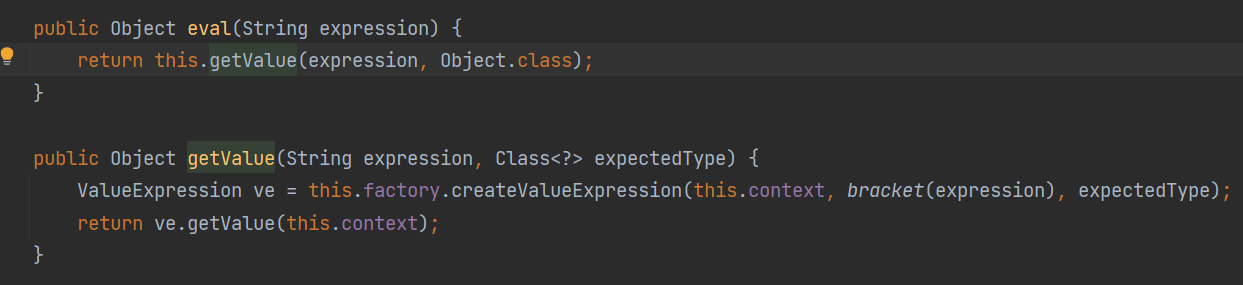 public Object eval(String expression) {
return this.getValue(expression, Object.class);
}
public Object getValue(String expression, Class<?> expectedType) {
ValueExpression ve = this.factory.createValueExpression(this.context, bracket(expression), expectedType);
return ve.getValue(this.context);
}